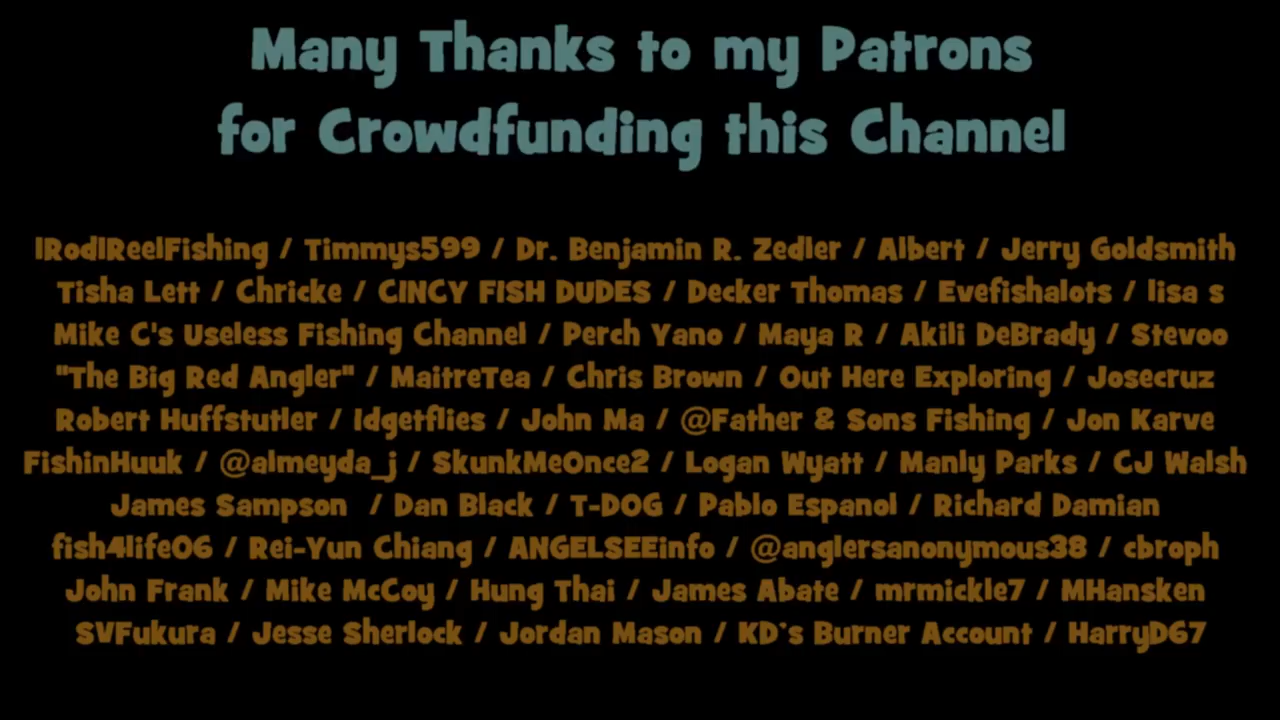 Many Thanks to my Patrons
for Crowdfunding this Channel
1Rod1ReelFishing / Timmys599 / Dr. Benjamin R. Zedler / Albert / Jerry Goldsmith
Tisha Lett / Chricke / CINCY FISH DUDES / Decker Thomas / Evefishalots / lisa s
Mike C's Useless Fishing Channel / Perch Yano / Maya R / Akili DeBrady / Stevoo
"The Big Red Angler" / MaitreTea / Chris Brown / Out Here Exploring / Josecruz
Robert Huffstutler / Idgetflies / John Ma / @Father & Sons Fishing / Jon Karve
FishinHuuk / @almeyda_j / SkunkMeOnce2 / Logan Wyatt / Manly Parks / CJ Walsh
James Sampson / Dan Black / T-DOG / Pablo Espanol / Richard Damian
fish4life06 / Rei-Yun Chiang / ANGELSEEinfo / @anglersanonymous38 / cbroph
John Frank / Mike McCoy / Hung Thai / James Abate / mrmickle7 / MHansken
SVFukura / Jesse Sherlock / Jordan Mason / KD's Burner Account / HarryD67